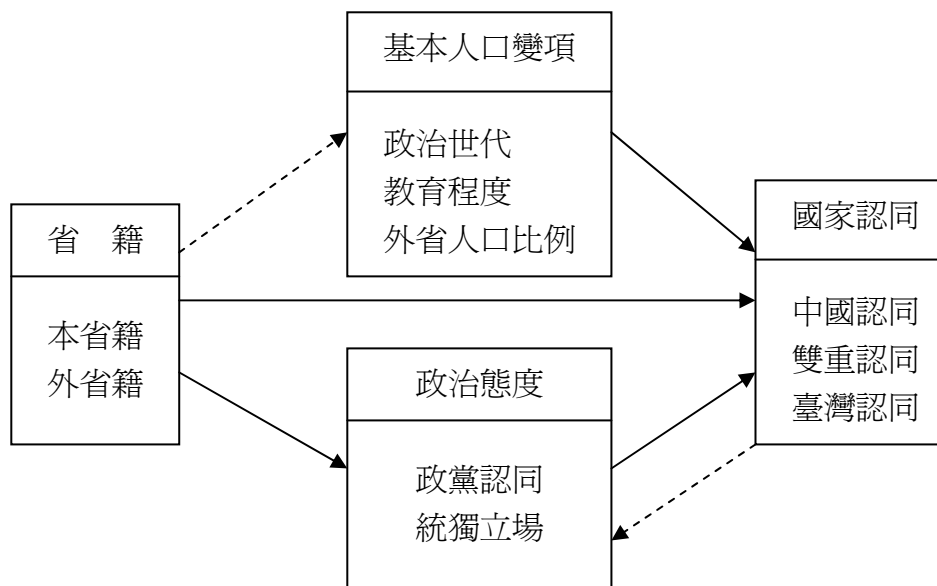 基本人口變項
政治世代
教育程度
外省人口比例
省　籍
本省籍
外省籍
政治態度
政黨認同
統獨立場
國家認同
中國認同
雙重認同
臺灣認同